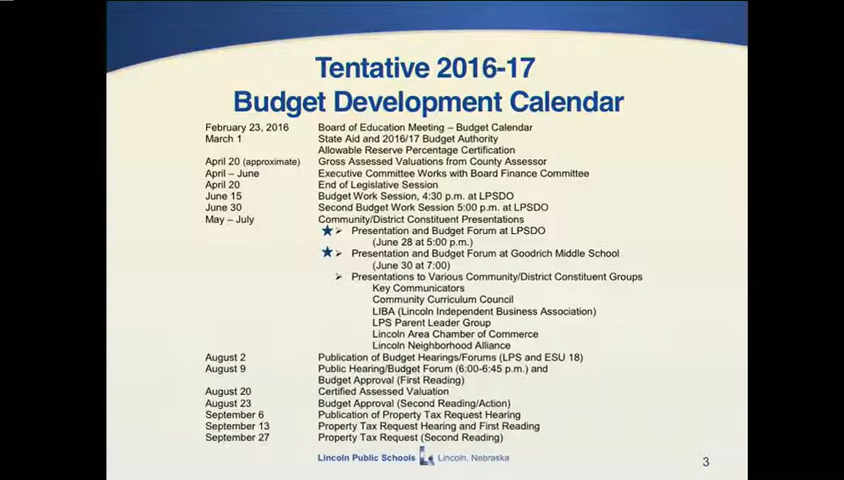 Tentative 2016-17
Budget Development Calendar
February 23, 2016 Board of Education Meeting – Budget Calendar
March 1 State Aid and 2016/17 Budget Authority
Allowable Reserve Percentage Certification
April 20 (approximate) Gross Assessed Valuations from County Assessor
April – June Executive Committee Works with Board Finance Committee
April 20 End of Legislative Session
June 15 Budget Work Session, 4:30 p.m. at LPSDO
June 30 Second Budget Work Session 5:00 p.m. at LPSDO
May – July Community/District Constituent Presentations
★ ➢ Presentation and Budget Forum at LPSDO
(June 28 at 5:00 p.m.)
★ ➢ Presentation and Budget Forum at Goodrich Middle School
(June 30 at 7:00)
➢ Presentations to Various Community/District Constituent Groups
Key Communicators
Community Curriculum Council
LIBA (Lincoln Independent Business Association)
LPS Parent Leader Group
Lincoln Area Chamber of Commerce
Lincoln Neighborhood Alliance
August 2 Publication of Budget Hearings/Forums (LPS and ESU 18)
August 9 Public Hearing/Budget Forum (6:00-6:45 p.m.) and
Budget Approval (First Reading)
August 20 Certified Assessed Valuation
August 23 Budget Approval (Second Reading/Action)
September 6 Publication of Property Tax Request Hearing
September 13 Property Tax Request Hearing and First Reading
September 27 Property Tax Request (Second Reading)
Lincoln Public Schools Lincoln, Nebraska
3